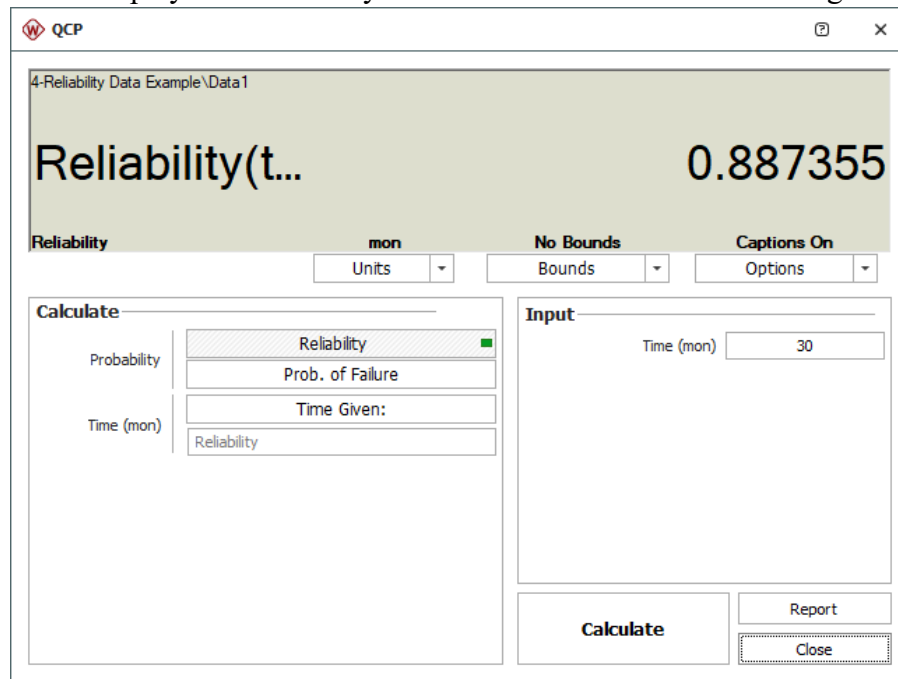 QCP
4-Reliability Data Example\Data1
Reliability(t... 0.887355
Reliability mon No Bounds Captions On
Units Bounds Options
Calculate
Probability
Reliability
Prob. of Failure
Time (mon)
Time Given:
Reliability
Input
Time (mon) 30
Calculate
Report
Close